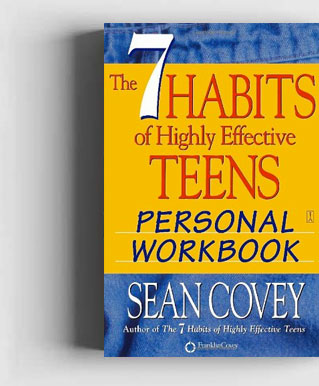 The 7 HABITS
of Highly Effective
TEENS
PERSONAL
WORKBOOK
SEAN COVEY
Author of The 7 Habits of Highly Effective Teens
FranklinCovey